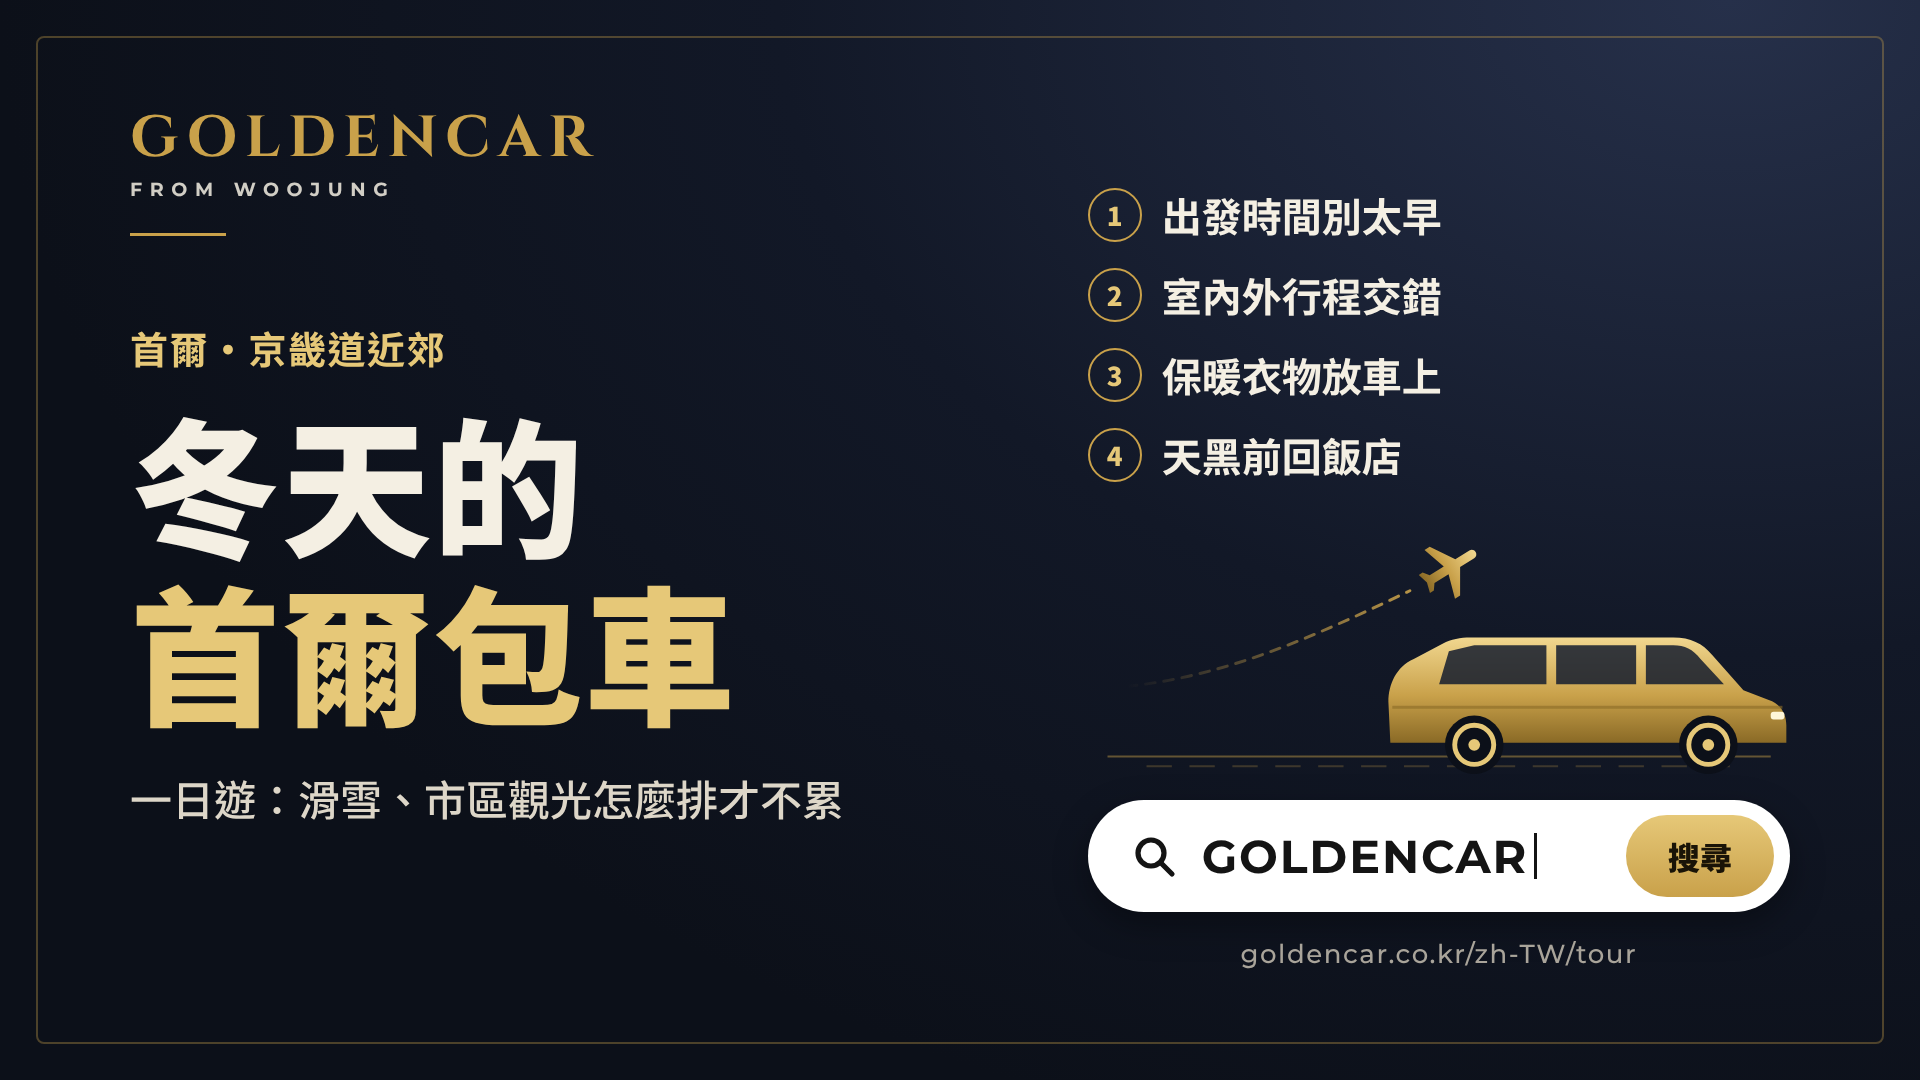 GOLDENCAR
FROM WOOJUNG
首爾・京畿道近郊
冬天的
首爾包車
一日遊：滑雪、市區觀光怎麼排才不累
1 出發時間別太早
2 室內外行程交錯
3 保暖衣物放車上
4 天黑前回飯店
GOLDENCAR
搜尋
goldencar.co.kr/zh-TW/tour